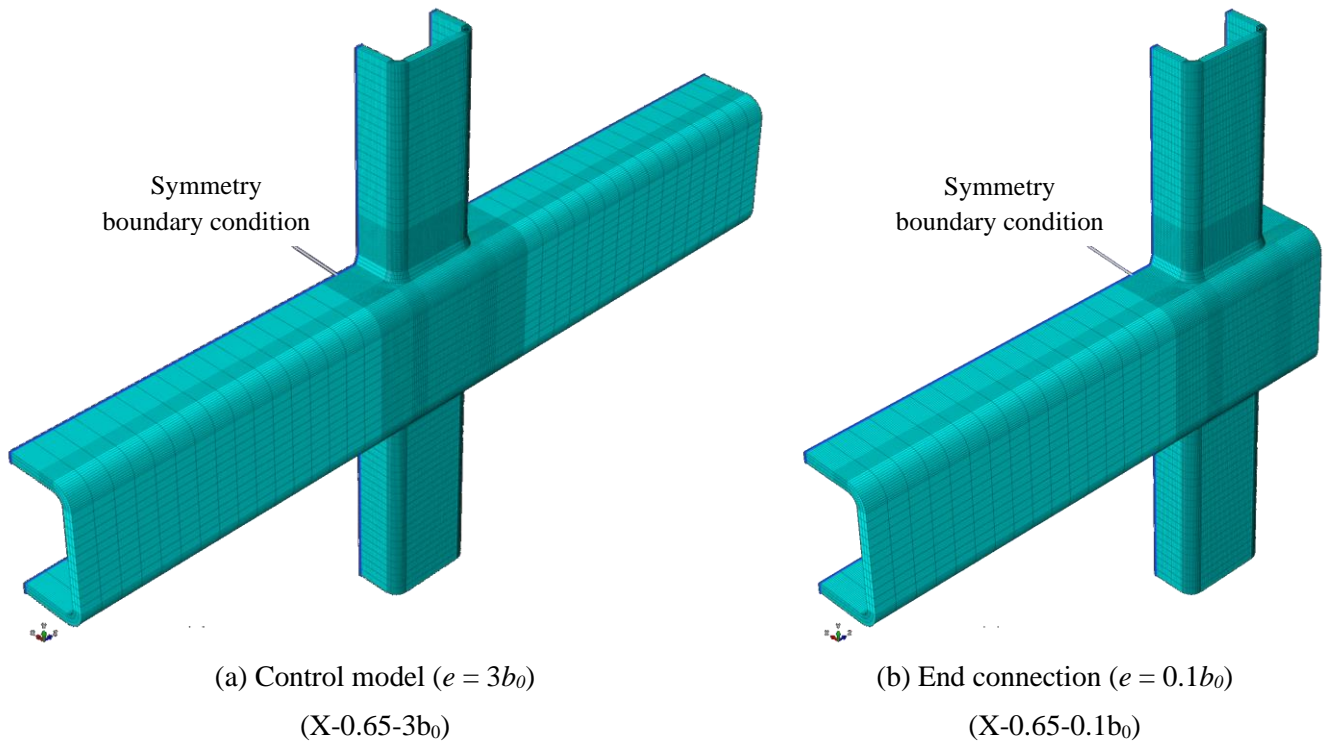 Symmetry
boundary condition
Symmetry
boundary condition
(a) Control model (e = 3b₀)
(X-0.65-3b₀)
(b) End connection (e = 0.1b₀)
(X-0.65-0.1b₀)